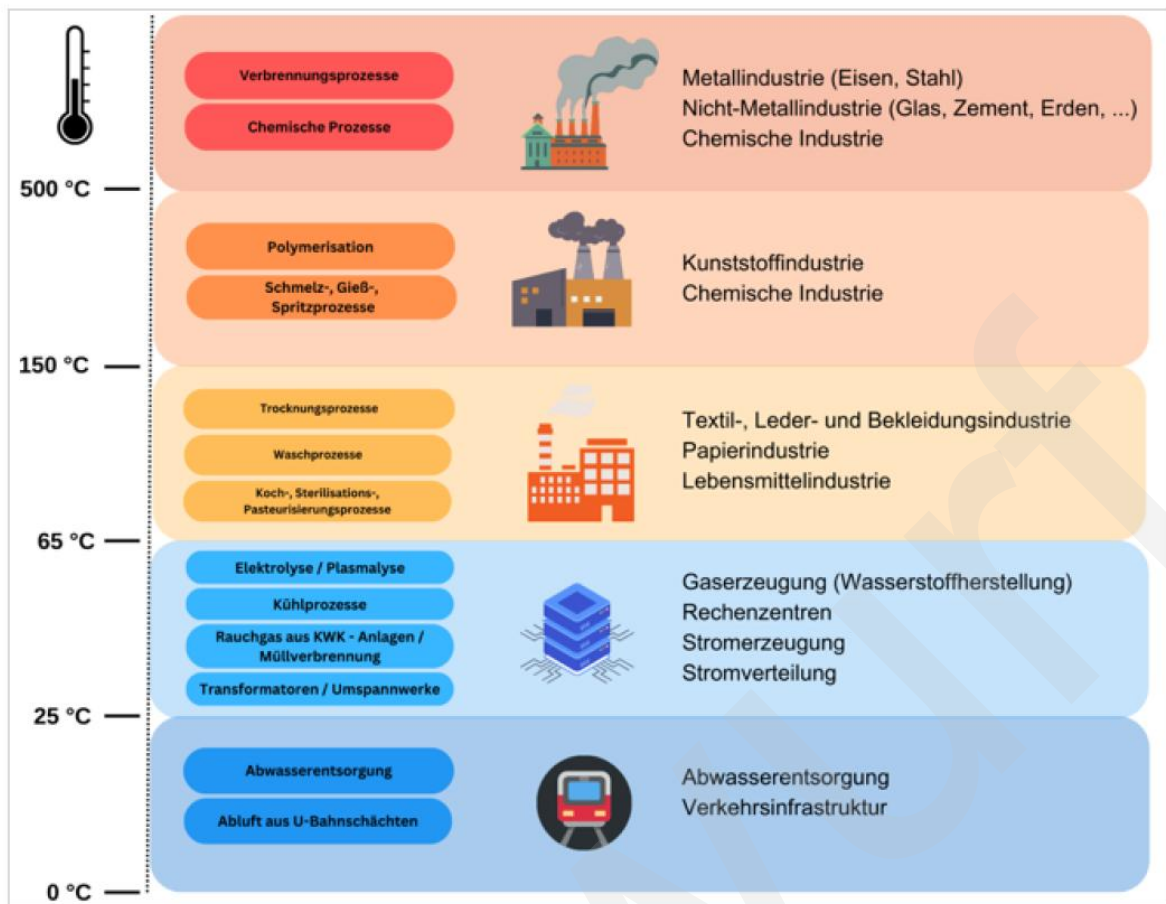 Verbrennungsprozesse
Chemische Prozesse
Metallindustrie (Eisen, Stahl)
Nicht-Metallindustrie (Glas, Zement, Erden, ...)
Chemische Industrie
500 °C
Polymerisation
Schmelz-, Gieß-,
Spritzprozesse
Kunststoffindustrie
Chemische Industrie
150 °C
Trocknungsprozesse
Waschprozesse
Koch-, Sterilisations-,
Pasteurisierungsprozesse
Textil-, Leder- und Bekleidungsindustrie
Papierindustrie
Lebensmittelindustrie
65 °C
Elektrolyse / Plasmalyse
Kühlprozesse
Rauchgas aus KWK - Anlagen /
Müllverbrennung
Transformatoren / Umspannwerke
Gaserzeugung (Wasserstoffherstellung)
Rechenzentren
Stromerzeugung
Stromverteilung
25 °C
Abwasserentsorgung
Abluft aus U-Bahnschächten
Abwasserentsorgung
Verkehrsinfrastruktur
0 °C